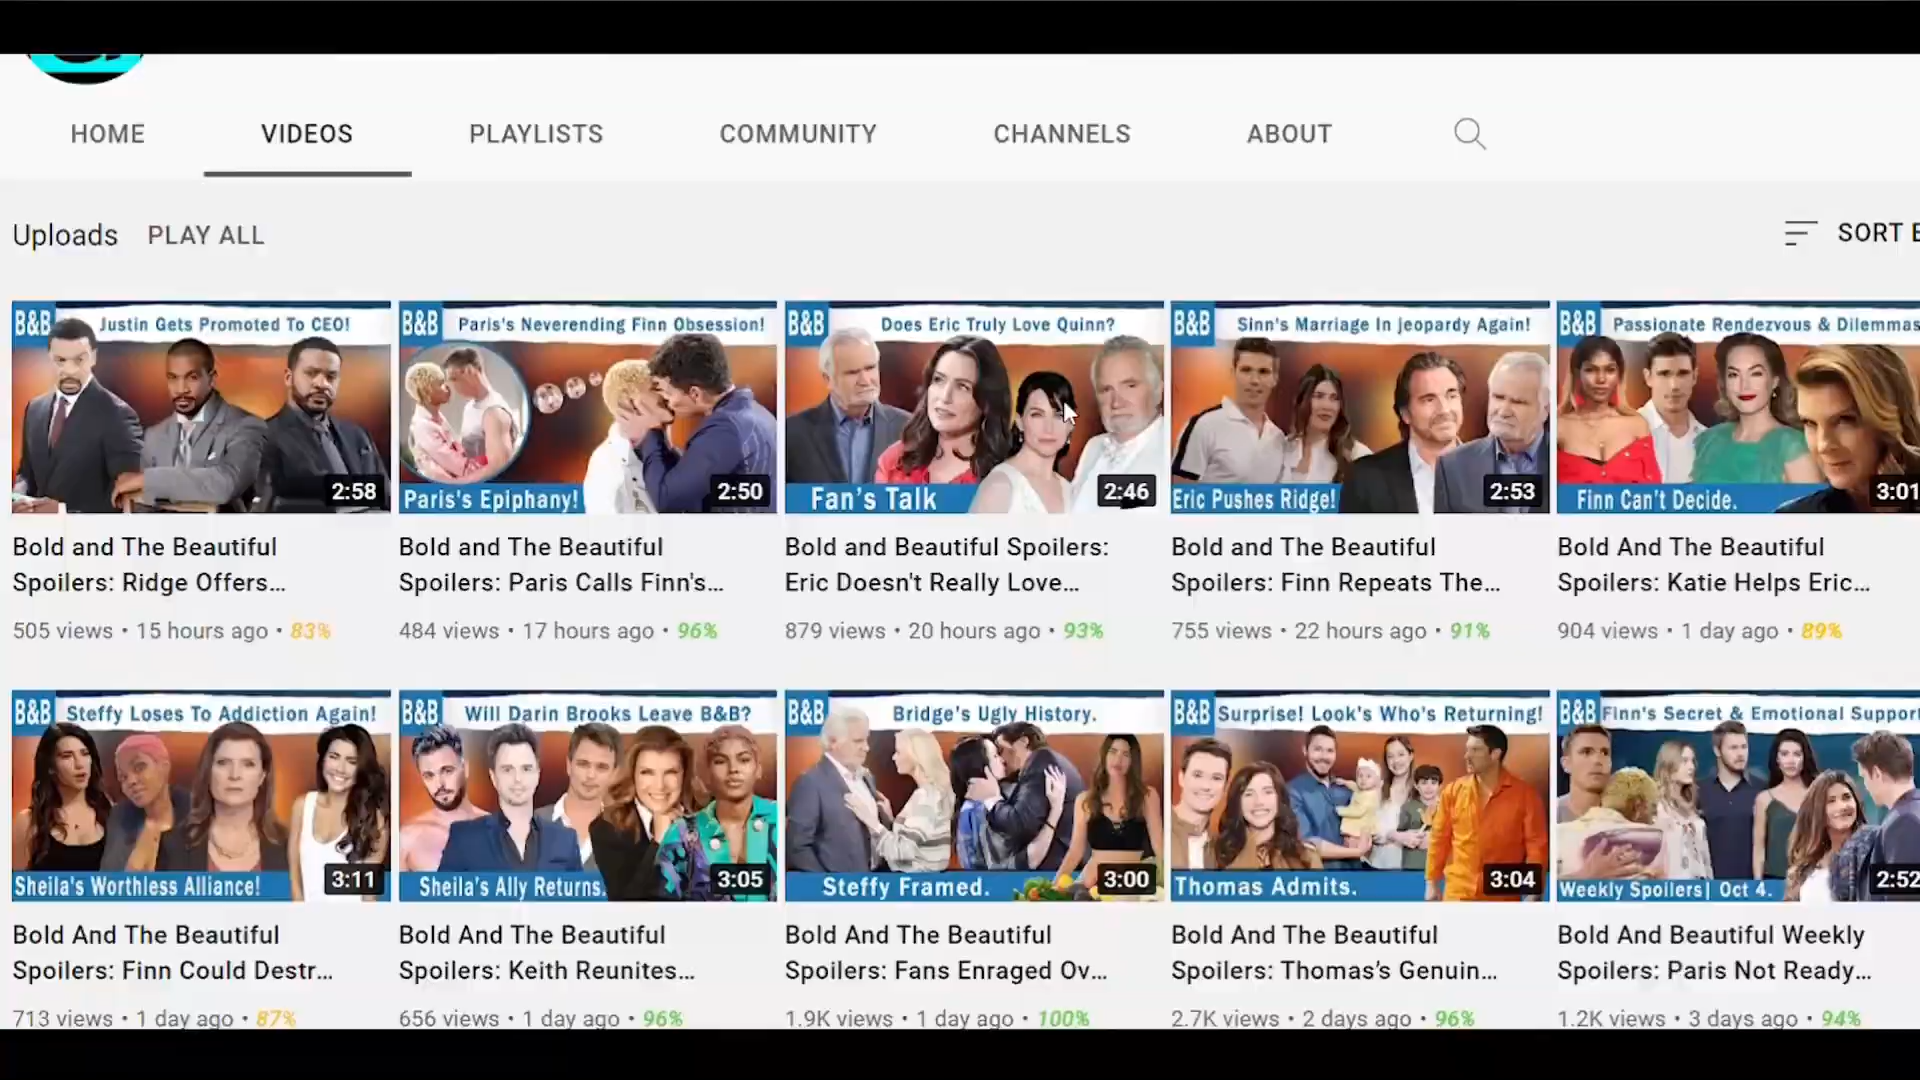 HOME VIDEOS PLAYLISTS COMMUNITY CHANNELS ABOUT
Uploads PLAY ALL
SORT
B&B Justin Gets Promoted To CEO!
2:58
Bold and The Beautiful
Spoilers: Ridge Offers...
505 views • 15 hours ago • 83%
B&B Paris's Neverending Finn Obsession!
Paris's Epiphany!
2:50
Bold and The Beautiful
Spoilers: Paris Calls Finn's...
484 views • 17 hours ago • 96%
B&B Does Eric Truly Love Quinn?
Fan's Talk
2:46
Bold and Beautiful Spoilers:
Eric Doesn't Really Love...
879 views • 20 hours ago • 93%
B&B Sinn's Marriage In Jeopardy Again!
Eric Pushes Ridge!
2:53
Bold and The Beautiful
Spoilers: Finn Repeats The...
755 views • 22 hours ago • 91%
B&B Passionate Rendezvous & Dilemmas
Finn Can't Decide.
3:01
Bold And The Beautiful
Spoilers: Katie Helps Eric...
904 views • 1 day ago • 89%
B&B Steffy Loses To Addiction Again!
Sheila's Worthless Alliance!
3:11
Bold And The Beautiful
Spoilers: Finn Could Destr...
713 views • 1 day ago • 87%
B&B Will Darin Brooks Leave B&B?
Sheila's Ally Returns.
3:05
Bold And The Beautiful
Spoilers: Keith Reunites...
656 views • 1 day ago • 96%
B&B Bridge's Ugly History.
Steffy Framed.
3:00
Bold And The Beautiful
Spoilers: Fans Enraged Ov...
1.9K views • 1 day ago • 100%
B&B Surprise! Look's Who's Returning!
Thomas Admits.
3:04
Bold And The Beautiful
Spoilers: Thomas's Genuin...
2.7K views • 2 days ago • 96%
B&B Finn's Secret & Emotional Support
Weekly Spoilers| Oct 4.
2:52
Bold And Beautiful Weekly
Spoilers: Paris Not Ready...
1.2K views • 3 days ago • 94%